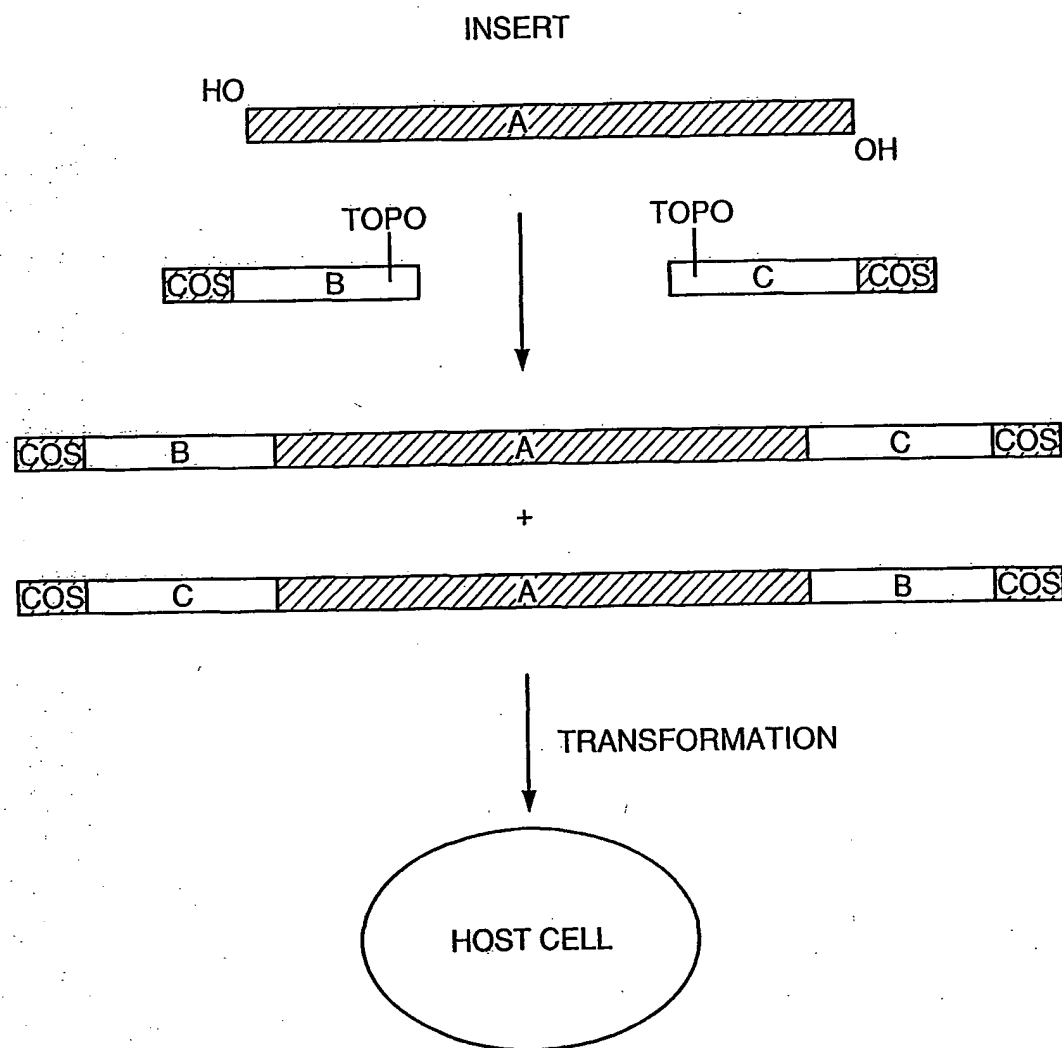 INSERT
HO
A
OH
TOPO
TOPO
COS B
C COS
COS B A C COS
+
COS C A B COS
TRANSFORMATION
HOST CELL